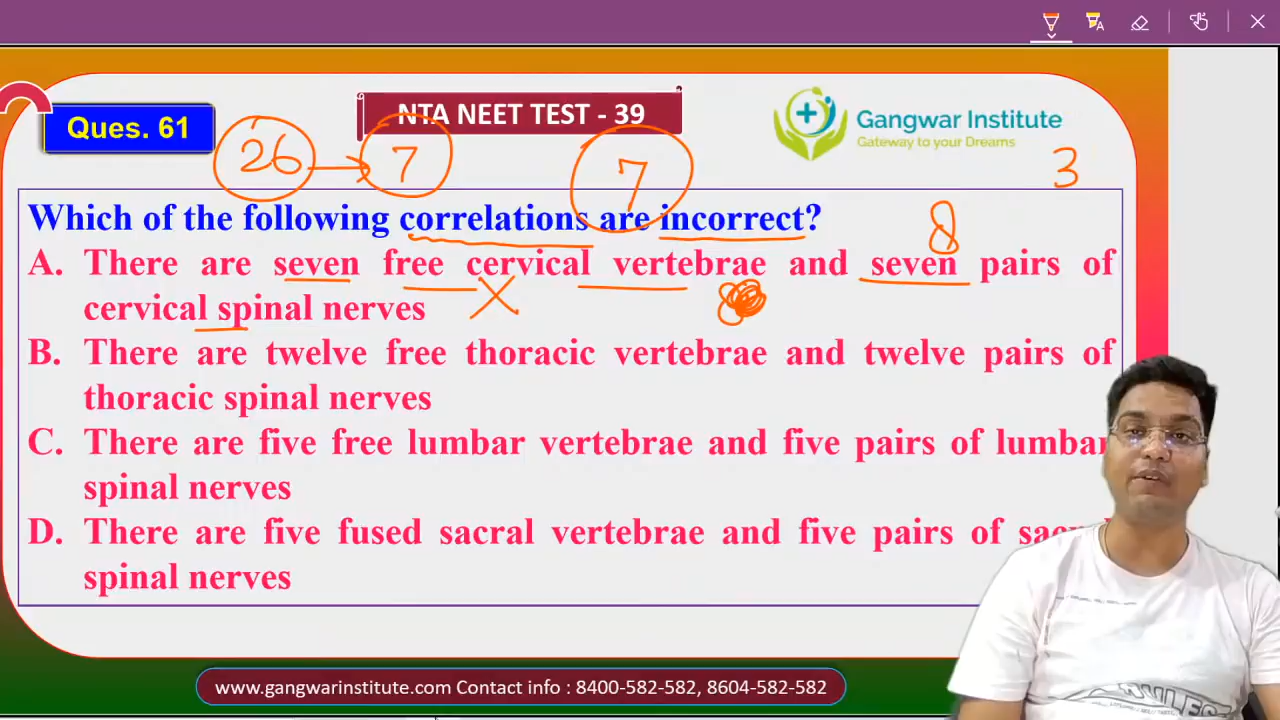 Ques. 61
NTA NEET TEST - 39
Gangwar Institute
Gateway to your Dreams
26 → 7
7
3
Which of the following correlations are incorrect?
8
A. There are seven free cervical vertebrae and seven pairs of
cervical spinal nerves
B. There are twelve free thoracic vertebrae and twelve pairs of
thoracic spinal nerves
C. There are five free lumbar vertebrae and five pairs of lumbar
spinal nerves
D. There are five fused sacral vertebrae and five pairs of
spinal nerves
www.gangwarinstitute.com Contact info : 8400-582-582, 8604-582-582